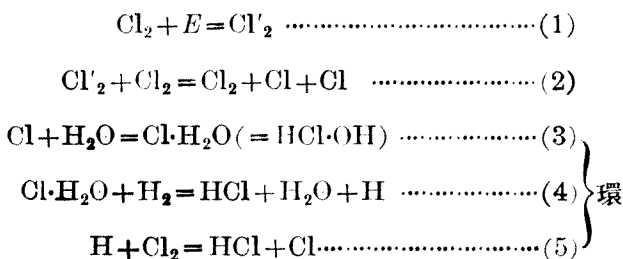 Cl₂+E=Cl'₂ ……………………………(1)
Cl'₂+Cl₂=Cl₂+Cl+Cl ……………………(2)
Cl+H₂O=Cl·H₂O(=HCl·OH) ………………(3)
Cl·H₂O+H₂=HCl+H₂O+H ………………(4) 環
H+Cl₂=HCl+Cl……………………………(5)